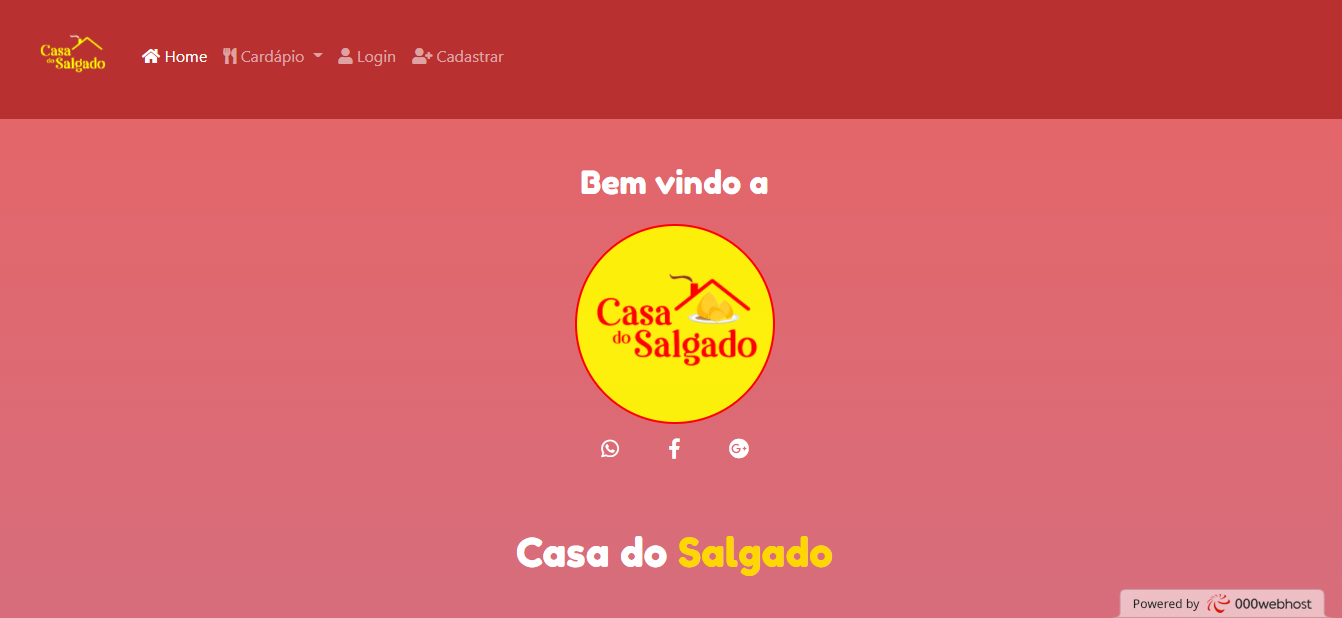 Casa
do Salgado
Home Cardápio Login Cadastrar
Bem vindo a
Casa
do Salgado
G+
Casa do Salgado
Powered by 000webhost